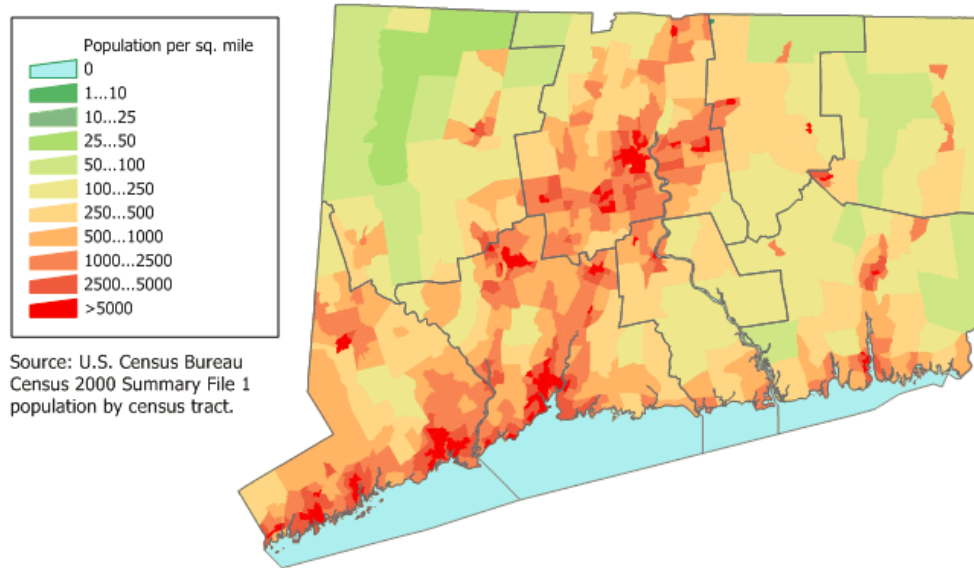 Population per sq. mile
0
1...10
10...25
25...50
50...100
100...250
250...500
500...1000
1000...2500
2500...5000
>5000
Source: U.S. Census Bureau
Census 2000 Summary File 1
population by census tract.